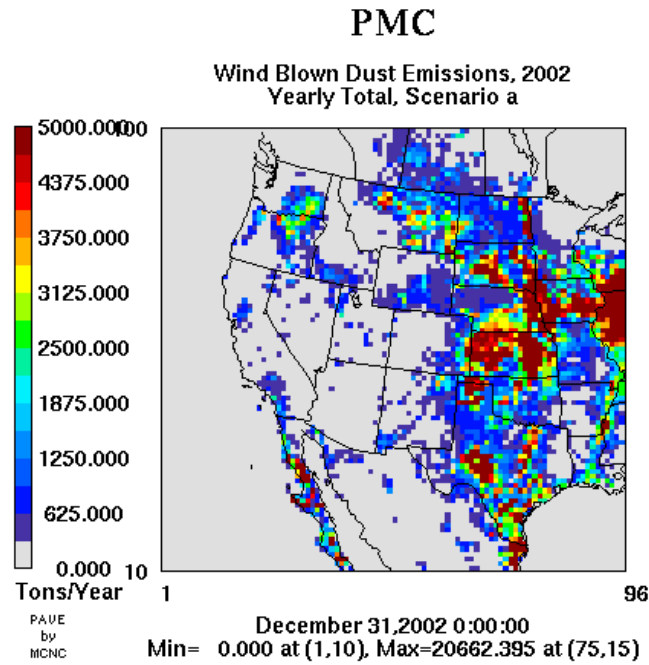 PMC
Wind Blown Dust Emissions, 2002
Yearly Total, Scenario a
5000.000
4375.000
3750.000
3125.000
2500.000
1875.000
1250.000
625.000
0.000
Tons/Year
100
10
1
96
PAVE
by
MCNC
December 31,2002 0:00:00
Min= 0.000 at (1,10), Max=20662.395 at (75,15)